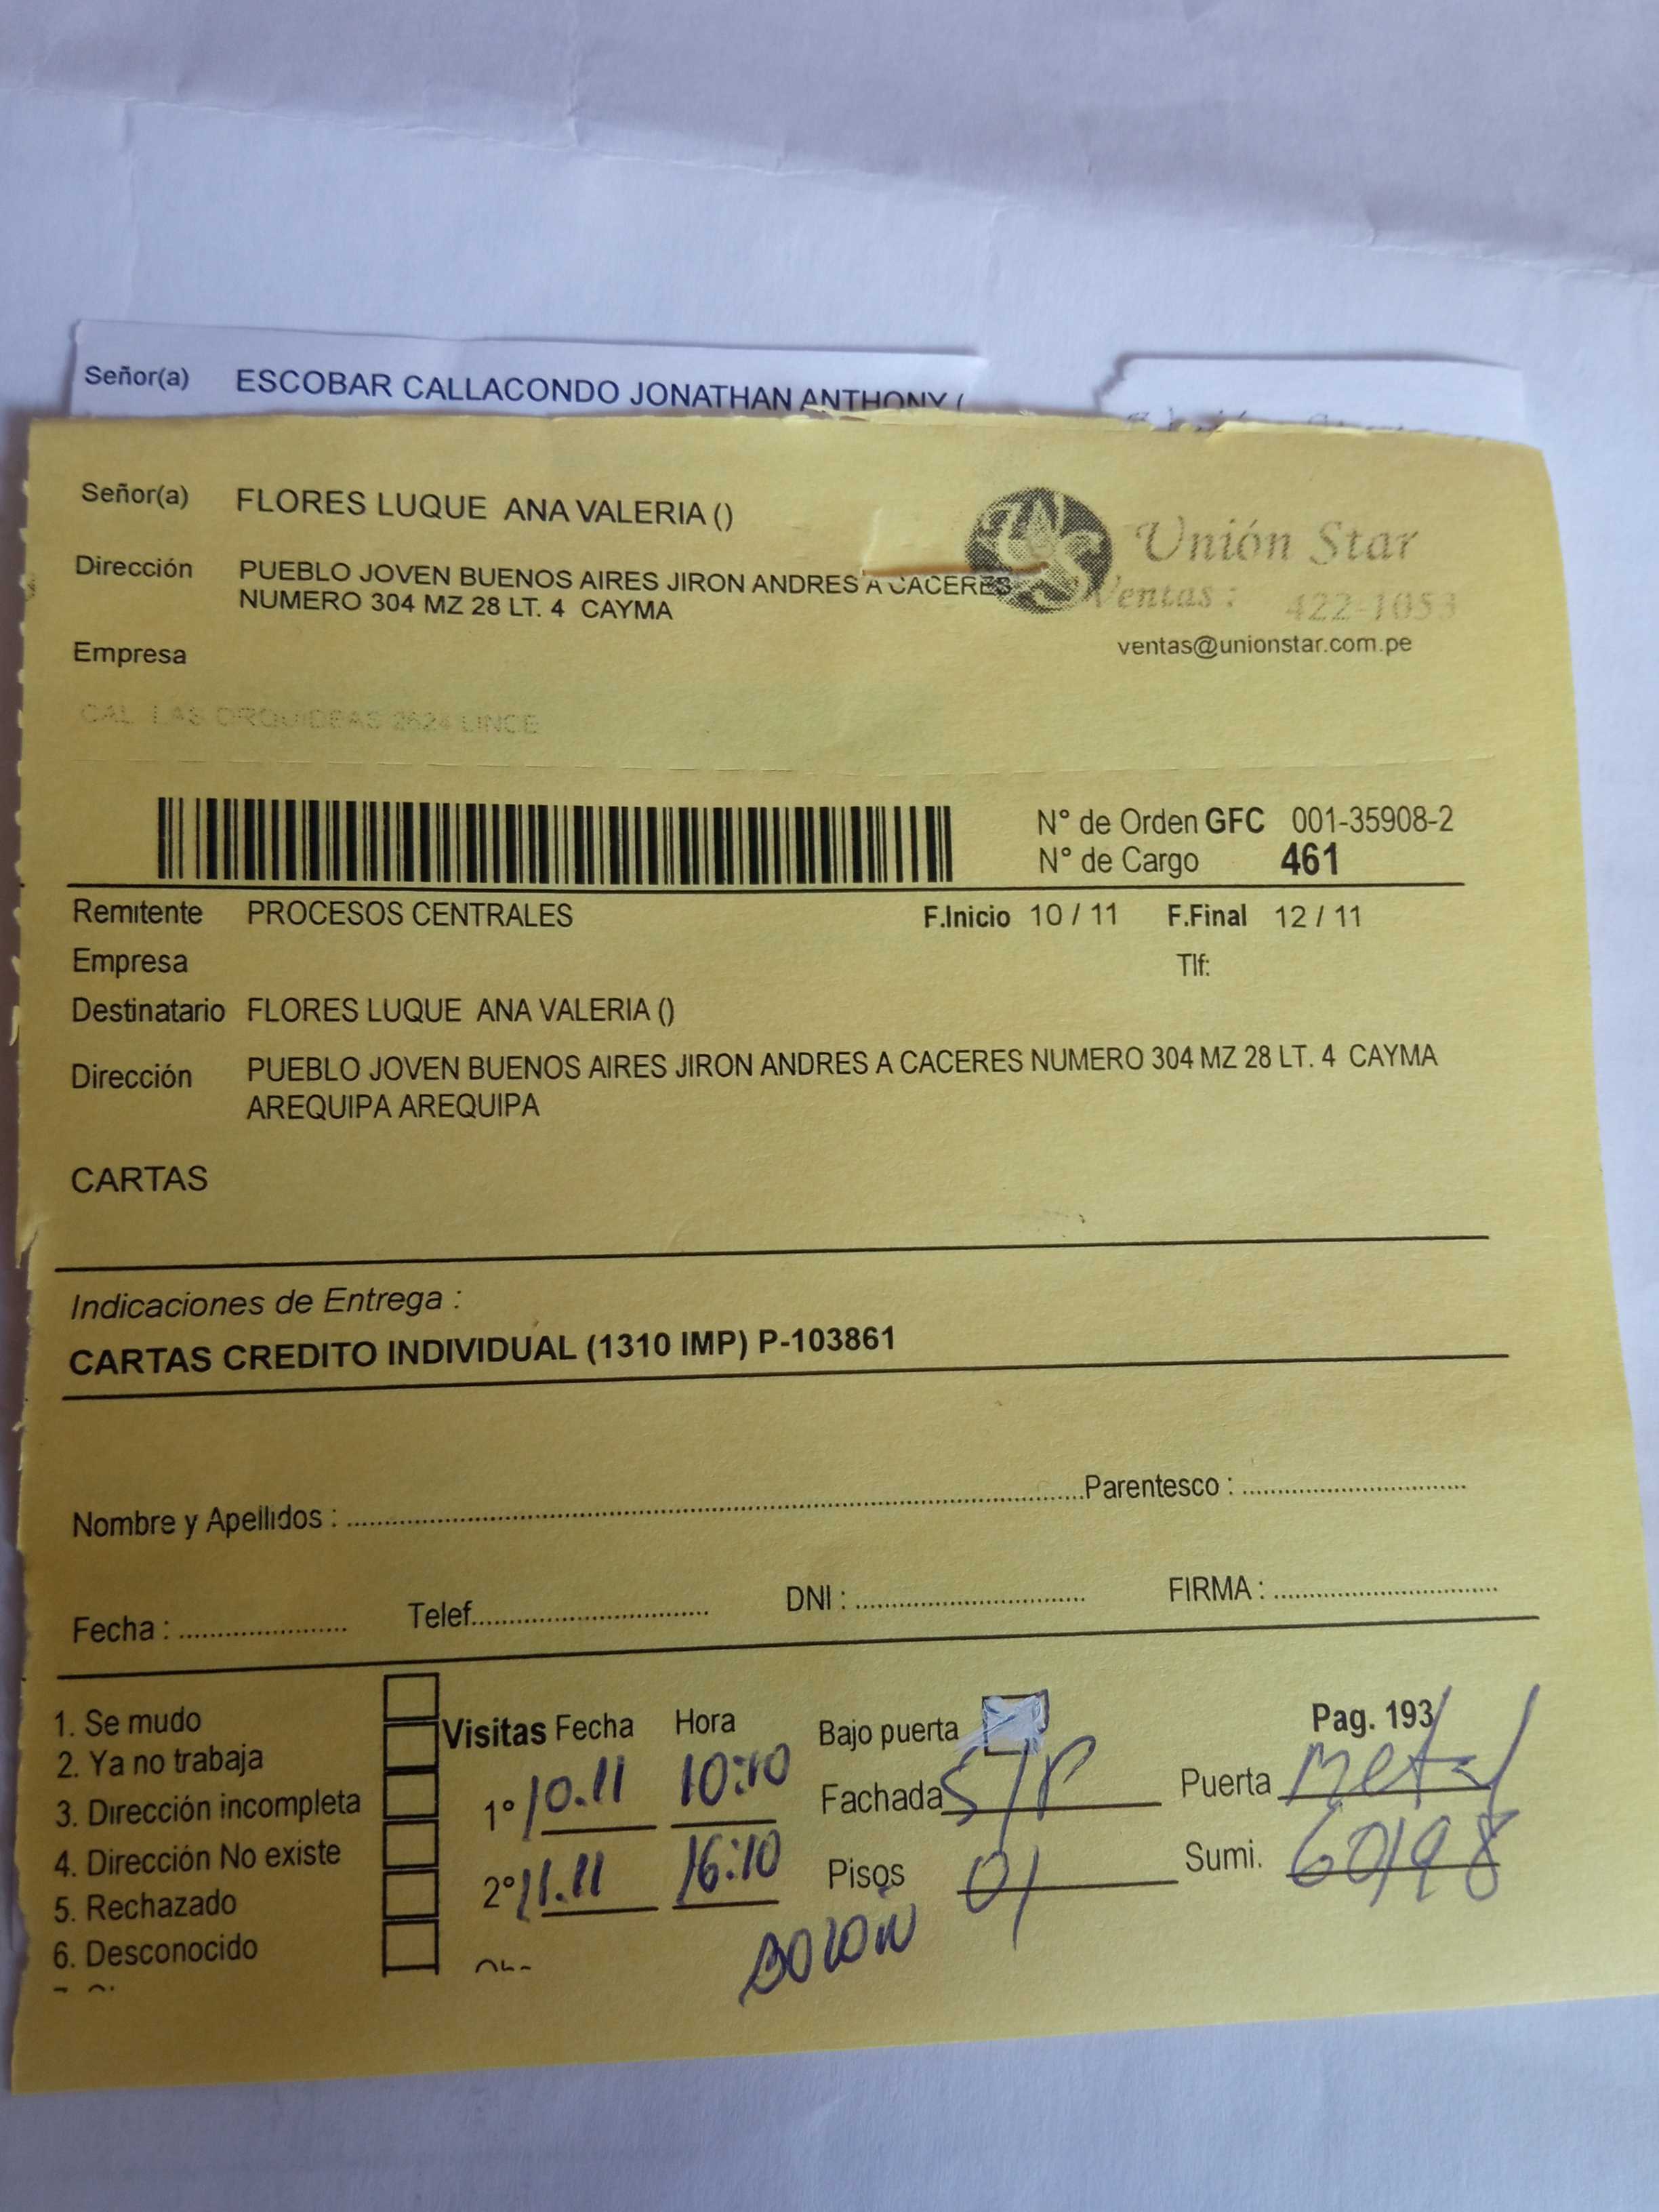 Señor(a) ESCOBAR CALLACONDO JONATHAN ANTHONY (
Señor(a) FLORES LUQUE ANA VALERIA ()
Unión Star
Dirección PUEBLO JOVEN BUENOS AIRES JIRON ANDRES A CACERES
NUMERO 304 MZ 28 LT. 4 CAYMA
Ventas : 422-1053
ventas@unionstar.com.pe
Empresa
CAL. LAS ORQUIDEAS 2624 LINCE
N° de Orden GFC 001-35908-2
N° de Cargo 461
Remitente PROCESOS CENTRALES F.Inicio 10 / 11 F.Final 12 / 11
Empresa Tlf:
Destinatario FLORES LUQUE ANA VALERIA ()
Dirección PUEBLO JOVEN BUENOS AIRES JIRON ANDRES A CACERES NUMERO 304 MZ 28 LT. 4 CAYMA
AREQUIPA AREQUIPA
CARTAS
Indicaciones de Entrega :
CARTAS CREDITO INDIVIDUAL (1310 IMP) P-103861
Nombre y Apellidos : Parentesco :
Fecha : Telef. DNI : FIRMA :
1. Se mudo
2. Ya no trabaja
3. Dirección incompleta
4. Dirección No existe
5. Rechazado
6. Desconocido
Visitas Fecha Hora
1° 10.11 10:10
2° 11.11 16:10
Bajo puerta
Fachada S/P
Pisos 01
Pag. 193
Puerta Metal
Sumi. 60198